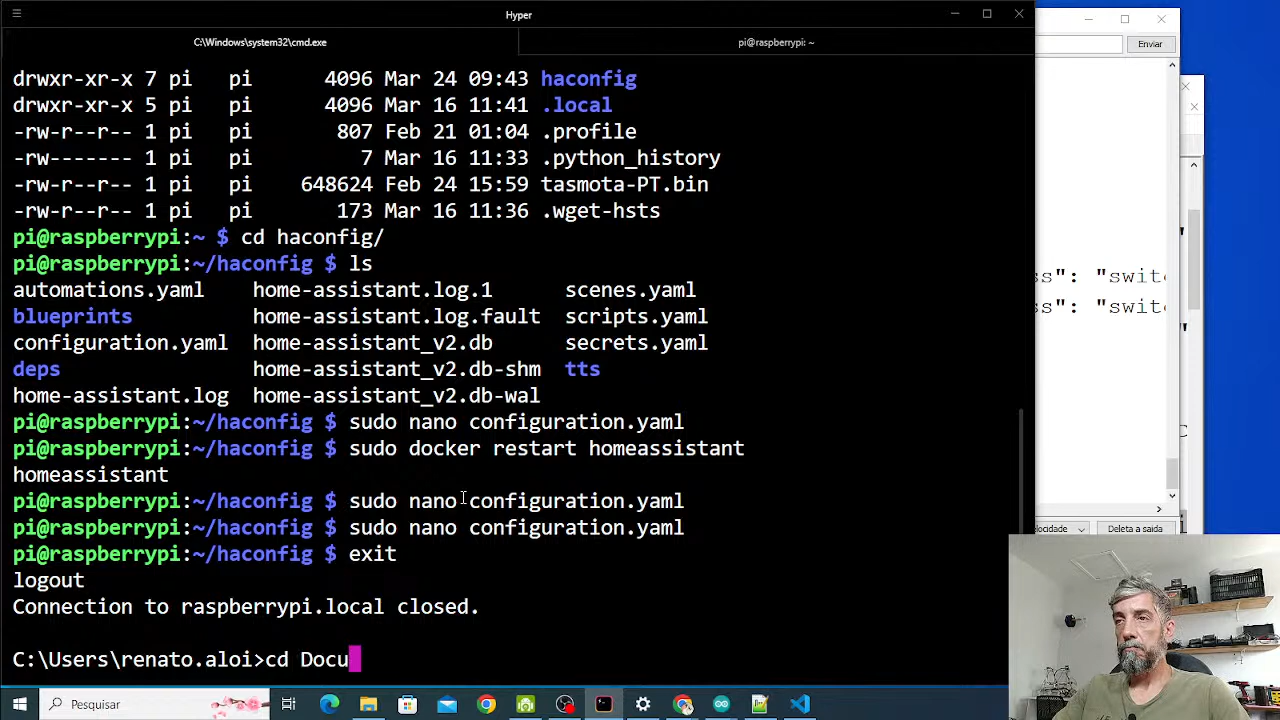 Hyper
C:\Windows\system32\cmd.exe
pi@raspberrypi: ~
Enviar
drwxr-xr-x 7 pi pi 4096 Mar 24 09:43 haconfig
drwxr-xr-x 5 pi pi 4096 Mar 16 11:41 .local
-rw-r--r-- 1 pi pi 807 Feb 21 01:04 .profile
-rw------- 1 pi pi 7 Mar 16 11:33 .python_history
-rw-r--r-- 1 pi pi 648624 Feb 24 15:59 tasmota-PT.bin
-rw-r--r-- 1 pi pi 173 Mar 16 11:36 .wget-hsts
pi@raspberrypi:~ $ cd haconfig/
pi@raspberrypi:~/haconfig $ ls
ss": "swit
automations.yaml home-assistant.log.1 scenes.yaml
ss": "swit
blueprints home-assistant.log.fault scripts.yaml
configuration.yaml home-assistant_v2.db secrets.yaml
deps home-assistant_v2.db-shm tts
home-assistant.log home-assistant_v2.db-wal
pi@raspberrypi:~/haconfig $ sudo nano configuration.yaml
pi@raspberrypi:~/haconfig $ sudo docker restart homeassistant
homeassistant
pi@raspberrypi:~/haconfig $ sudo nano configuration.yaml
pi@raspberrypi:~/haconfig $ sudo nano configuration.yaml
locidade Deleta a saida
pi@raspberrypi:~/haconfig $ exit
logout
Connection to raspberrypi.local closed.
C:\Users\renato.aloi>cd Docu
Pesquisar